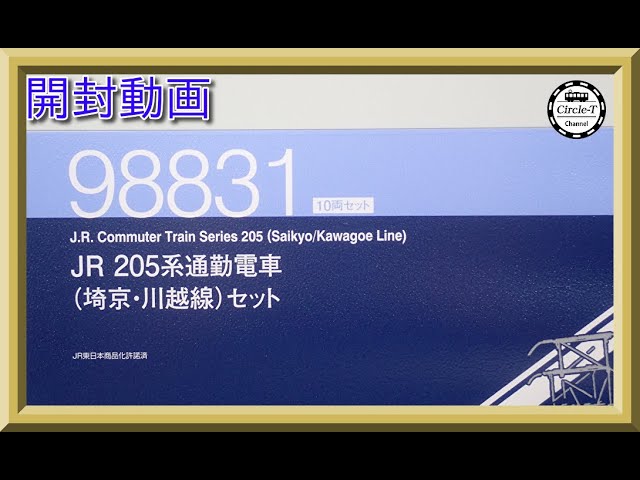 開封動画
Circle-T
Channel
98831
10両セット
J.R. Commuter Train Series 205 (Saikyo/Kawagoe Line)
JR 205系通勤電車
(埼京・川越線)セット
JR東日本商品化許諾済